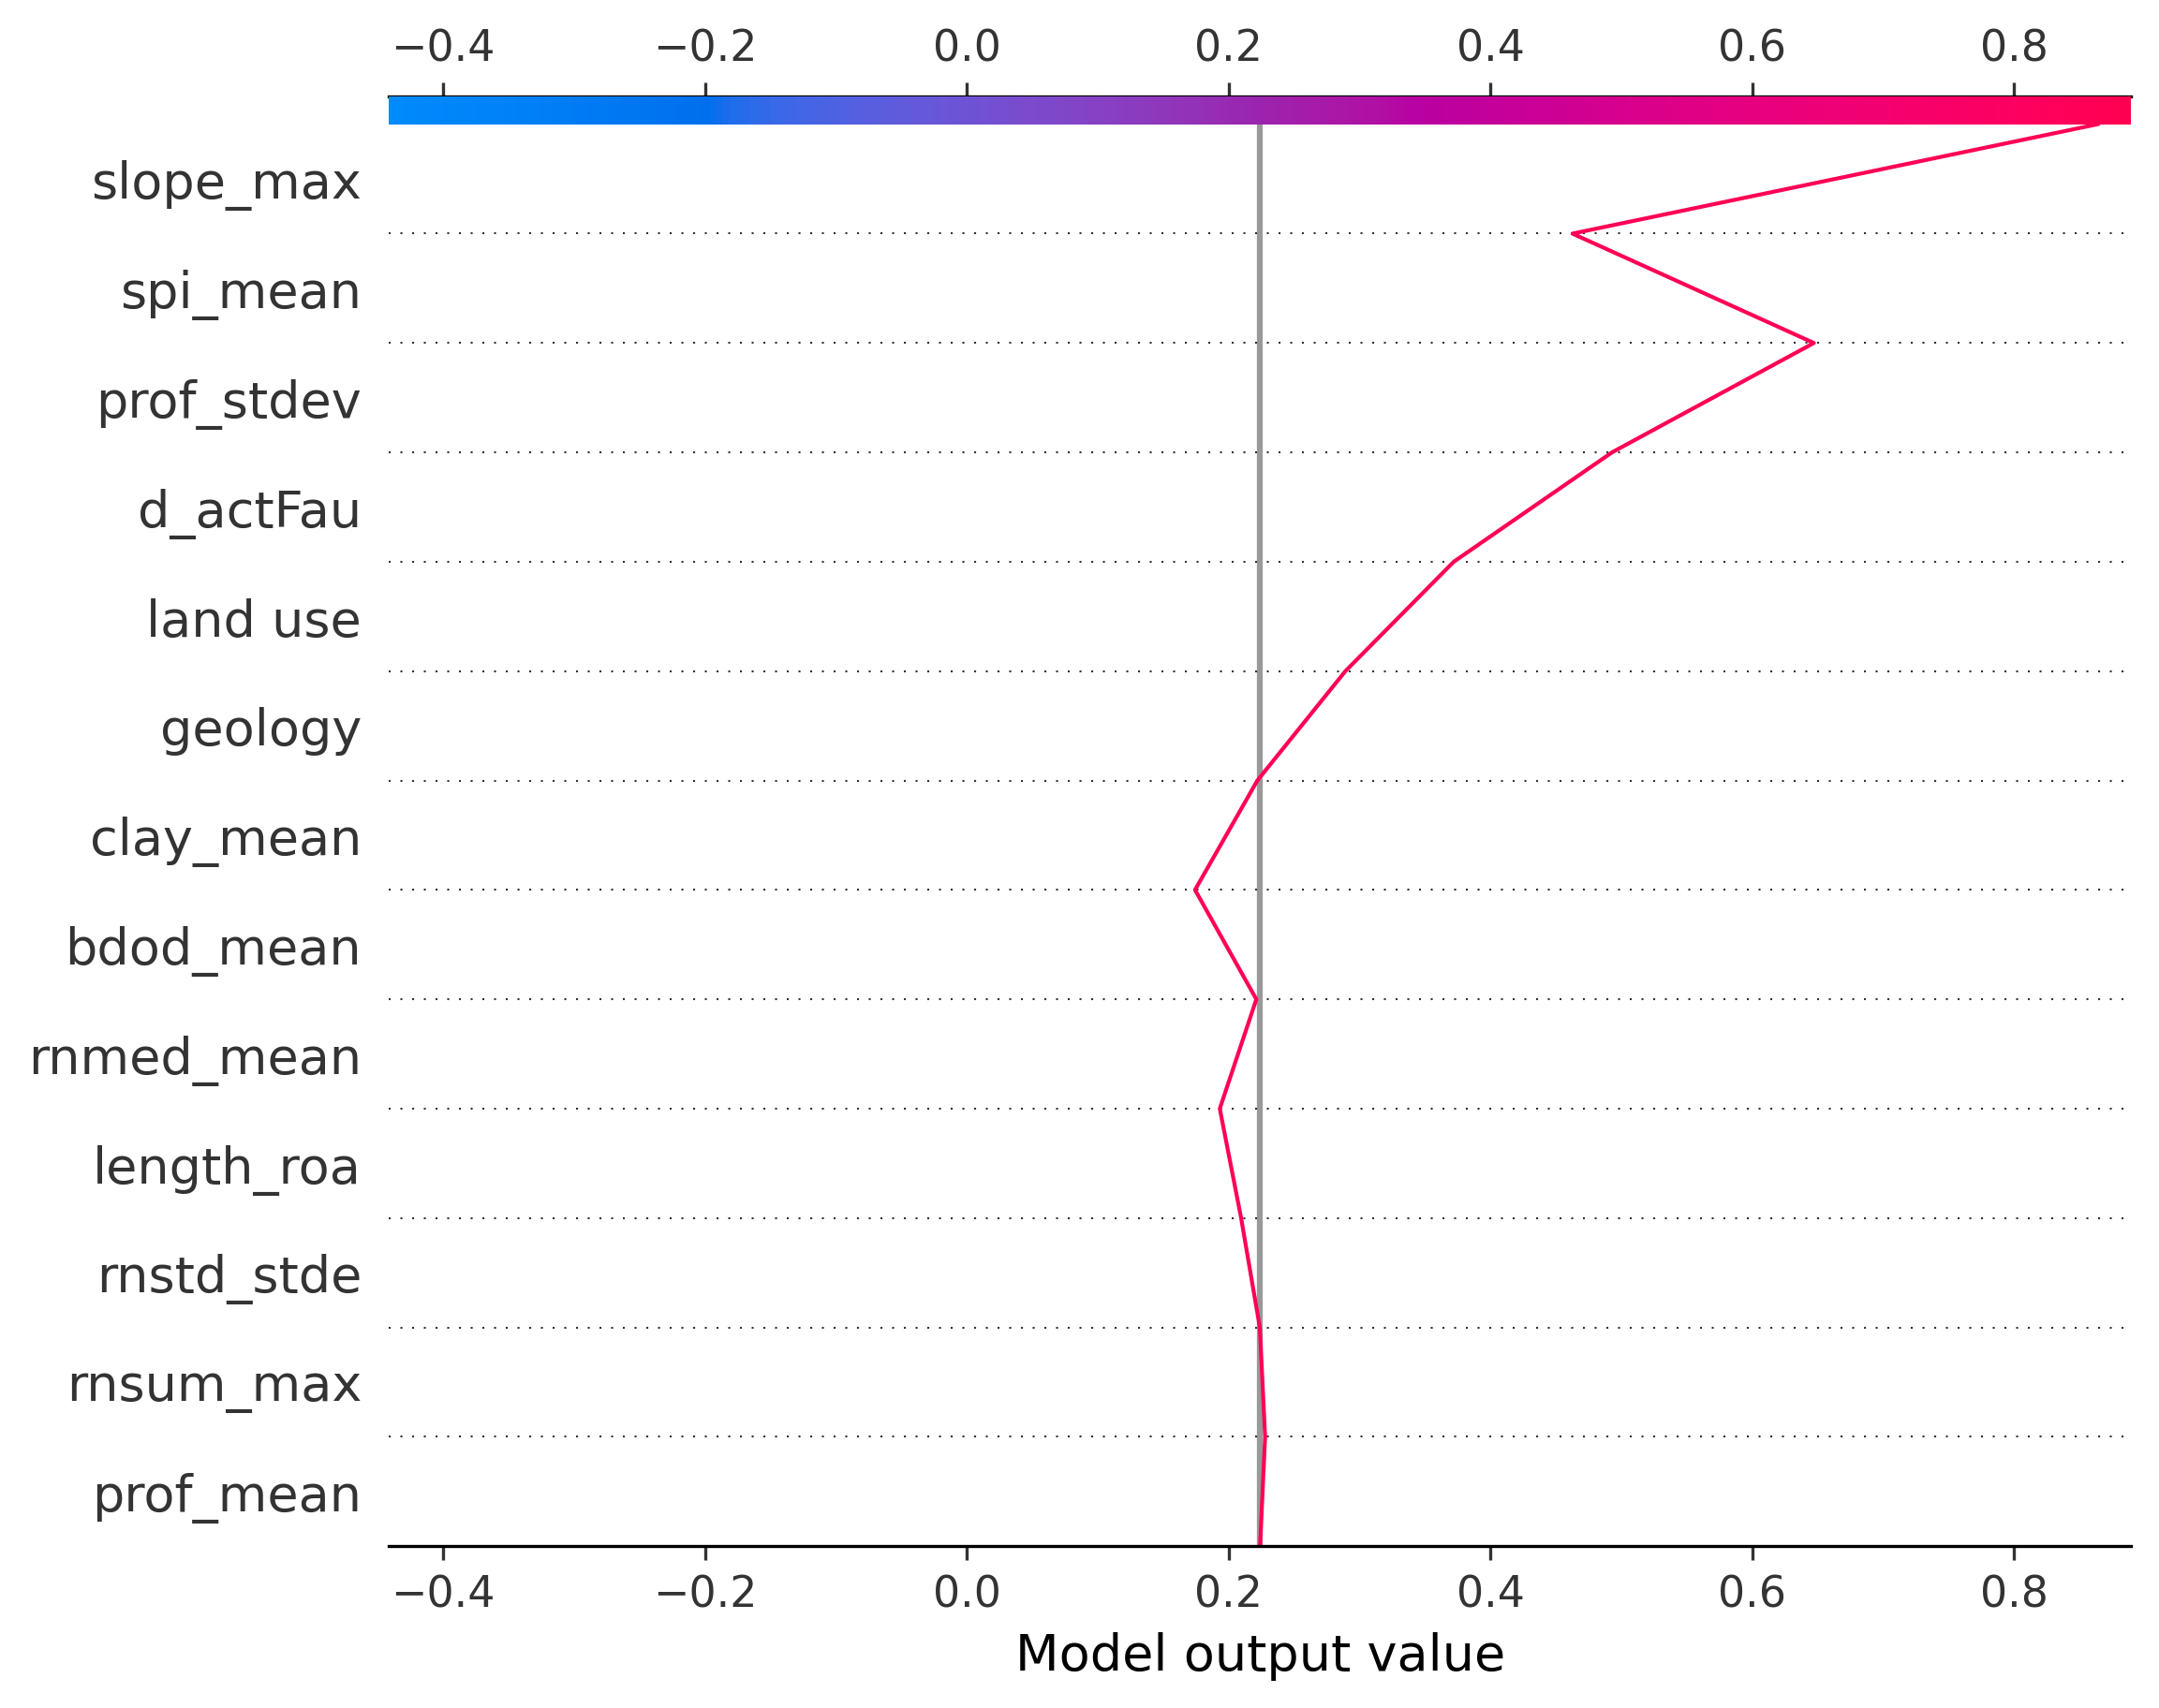 −0.4 −0.2 0.0 0.2 0.4 0.6 0.8
slope_max
spi_mean
prof_stdev
d_actFau
land use
geology
clay_mean
bdod_mean
rnmed_mean
length_roa
rnstd_stde
rnsum_max
prof_mean
−0.4 −0.2 0.0 0.2 0.4 0.6 0.8
Model output value